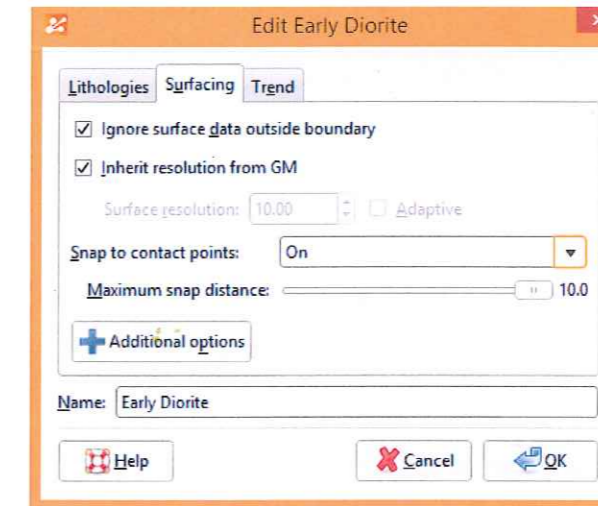 Edit Early Diorite
Lithologies Surfacing Trend
Ignore surface data outside boundary
Inherit resolution from GM
Surface resolution: 10.00 Adaptive
Snap to contact points: On
Maximum snap distance: 10.0
Additional options
Name: Early Diorite
Help Cancel OK